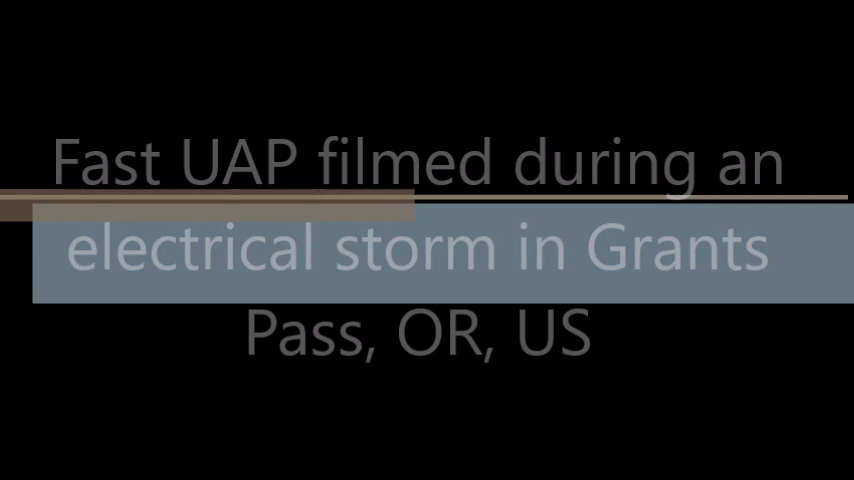 Fast UAP filmed during an
electrical storm in Grants
Pass, OR, US